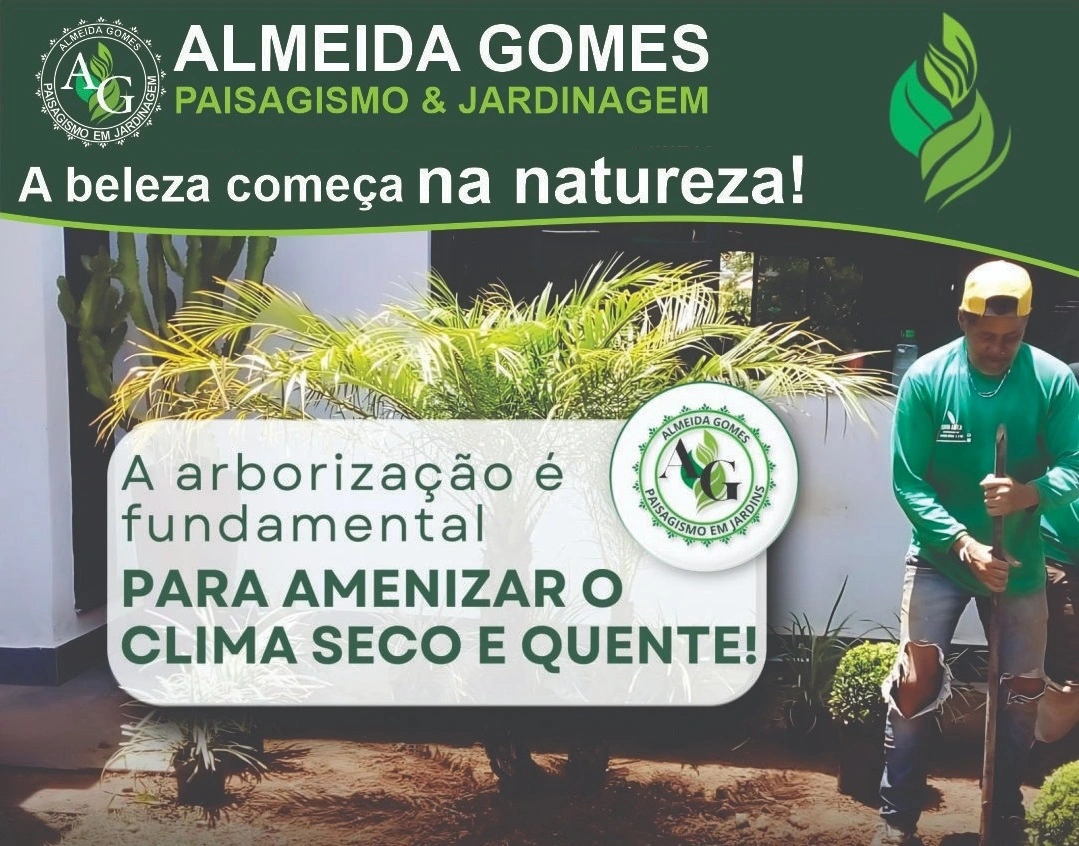 ALMEIDA GOMES
AG
PAISAGISMO EM JARDINAGEM
ALMEIDA GOMES
PAISAGISMO & JARDINAGEM
A beleza começa na natureza!
A arborização é
fundamental
PARA AMENIZAR O
CLIMA SECO E QUENTE!
ALMEIDA GOMES
AG
PAISAGISMO EM JARDINS